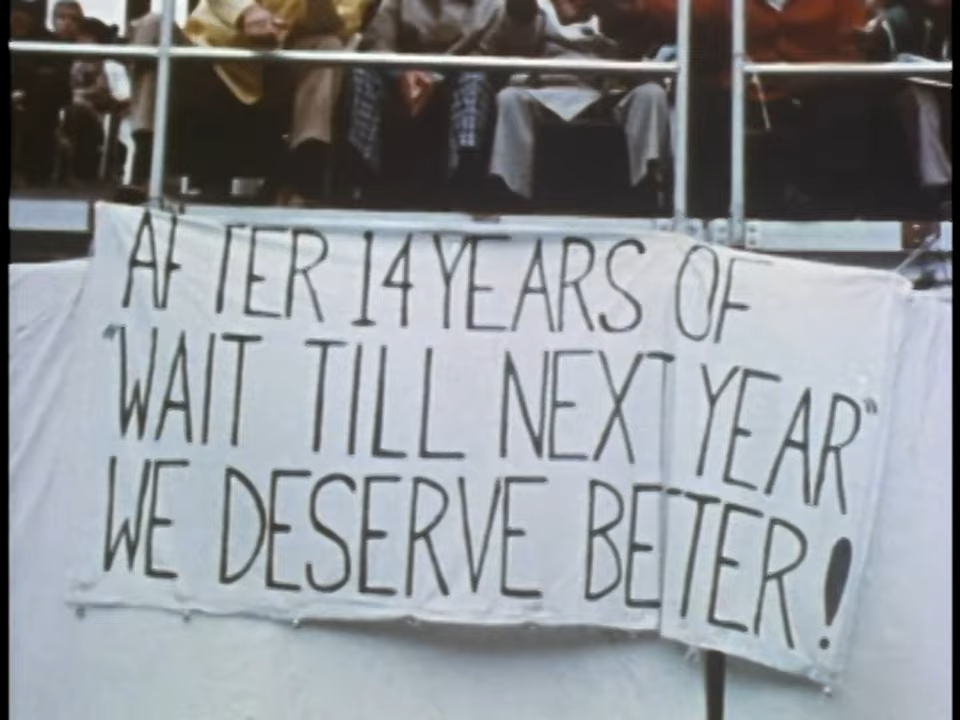 AFTER 14 YEARS OF
"WAIT TILL NEXT YEAR"
WE DESERVE BETTER!